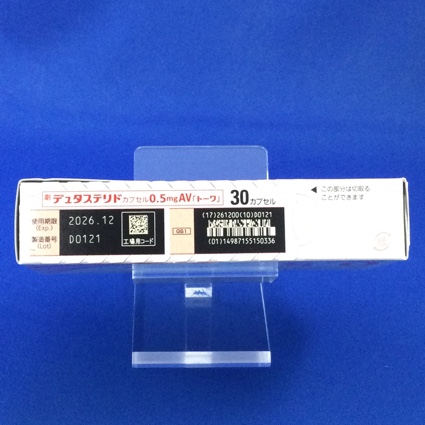 劇 デュタステリドカプセル0.5mgAV「トーワ」 30カプセル
使用期限 (Exp.) 2026.12
製造番号 (Lot) D0121
工場用コード
GS1
(17)261200(10)D0121
(01)14987155150336
◀ この部分は切取る
ことができます